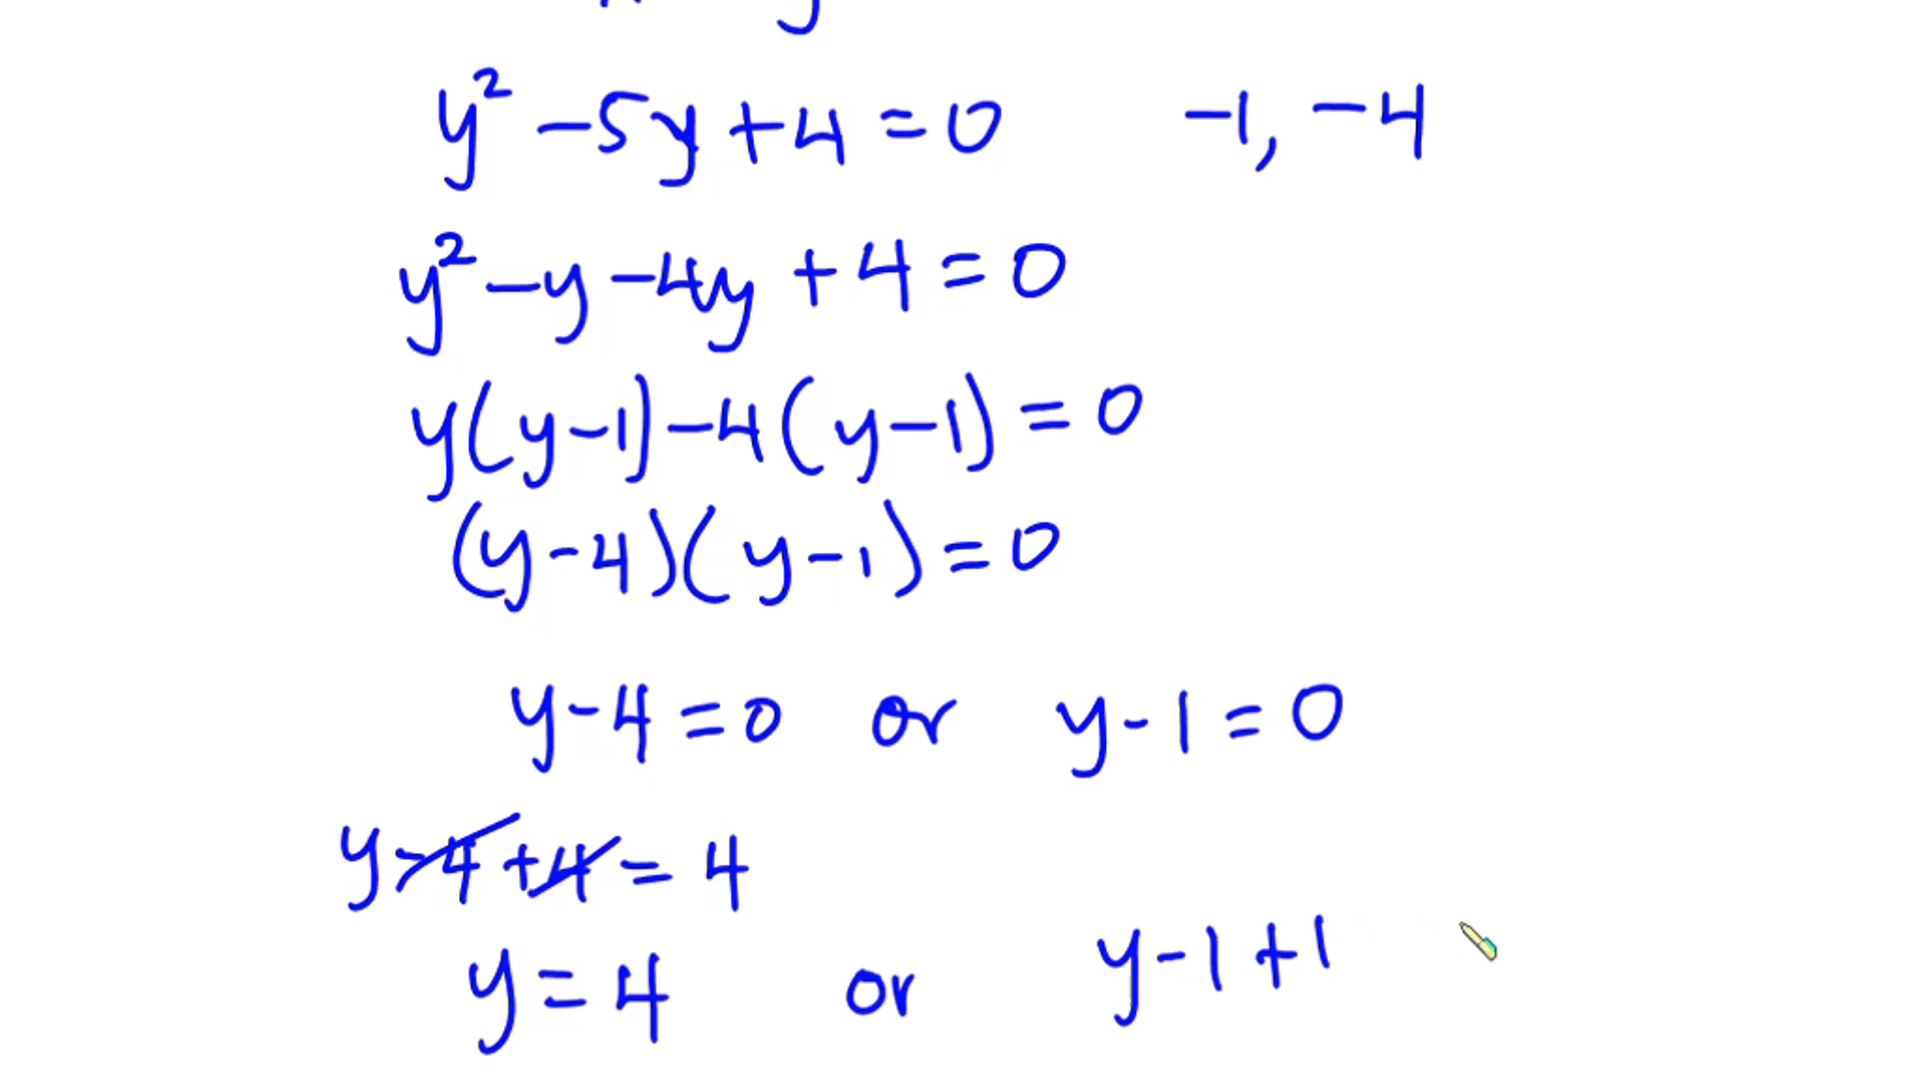 y² -5y +4 =0 -1, -4
y² -y -4y +4 =0
y(y-1)-4(y-1)=0
(y-4)(y-1)=0
y-4=0 or y-1=0
y-4+4=4
y=4 or y-1+1